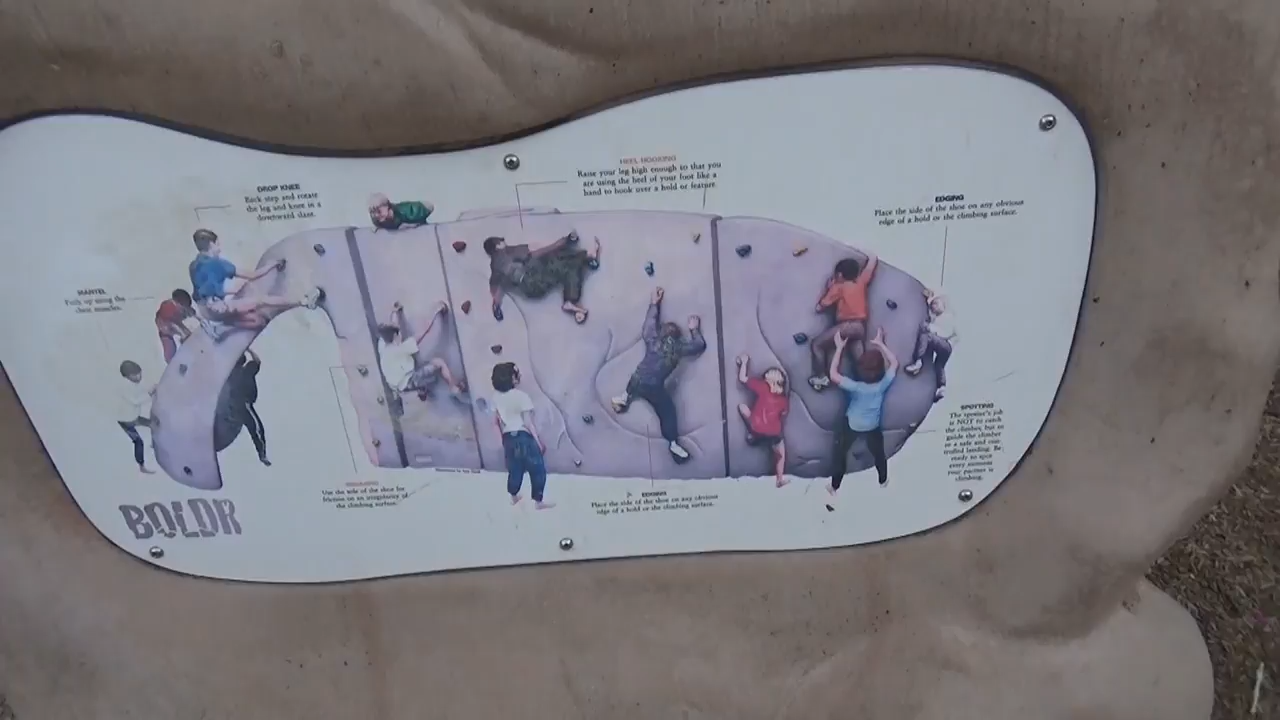 DROP KNEE
Back step and rotate
the leg and knee in a
downward slant.
HEEL HOOKING
Raise your leg high enough so that you
are using the heel of your foot like a
hand to hook over a hold or feature.
EDGING
Place the side of the shoe on any obvious
edge of a hold or the climbing surface.
MANTEL
Fully up using the
chest muscles.
SMEARING
Use the sole of the shoe for
friction on an irregularity of
the climbing surface.
EDGING
Place the side of the shoe on any obvious
edge of a hold or the climbing surface.
SPOTTING
The spotter's job
is NOT to catch
the climber, but to
guide the climber
to a safe and con-
trolled landing. Be
ready to spot
every moment
your partner is
climbing.
BOLDR